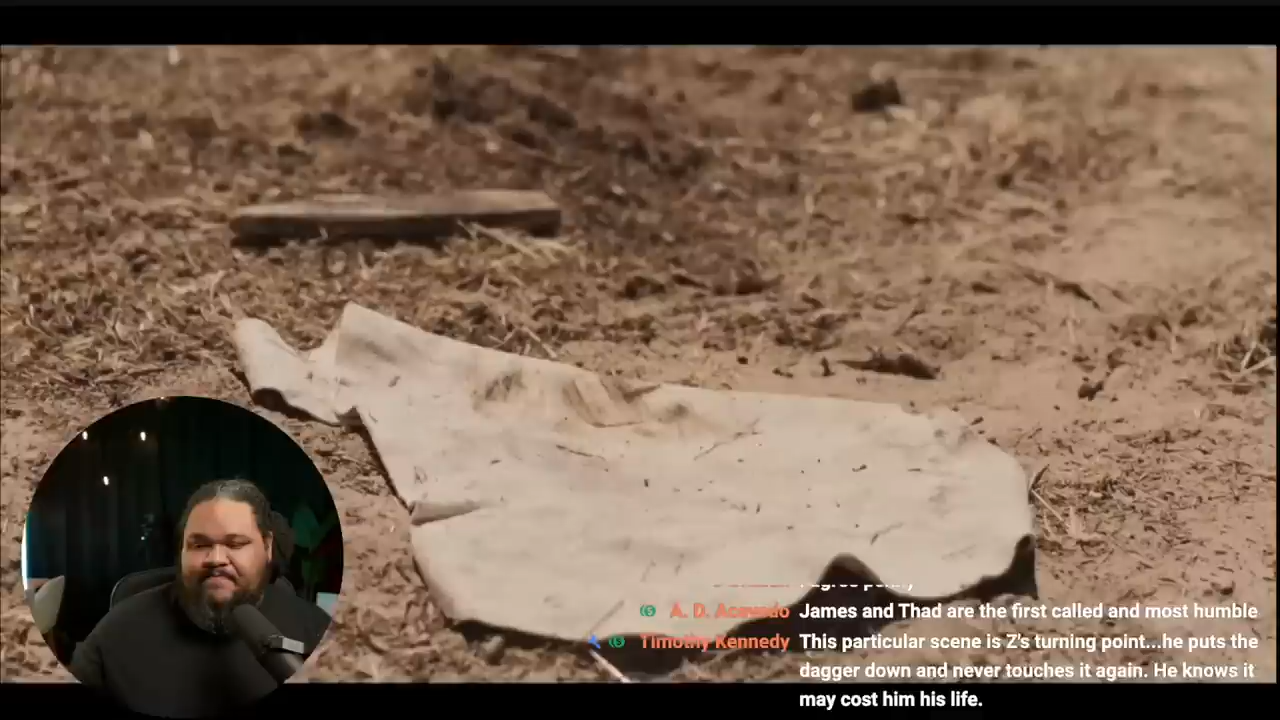 A. D. Acevedo James and Thad are the first called and most humble
Timothy Kennedy This particular scene is Z's turning point...he puts the
dagger down and never touches it again. He knows it
may cost him his life.